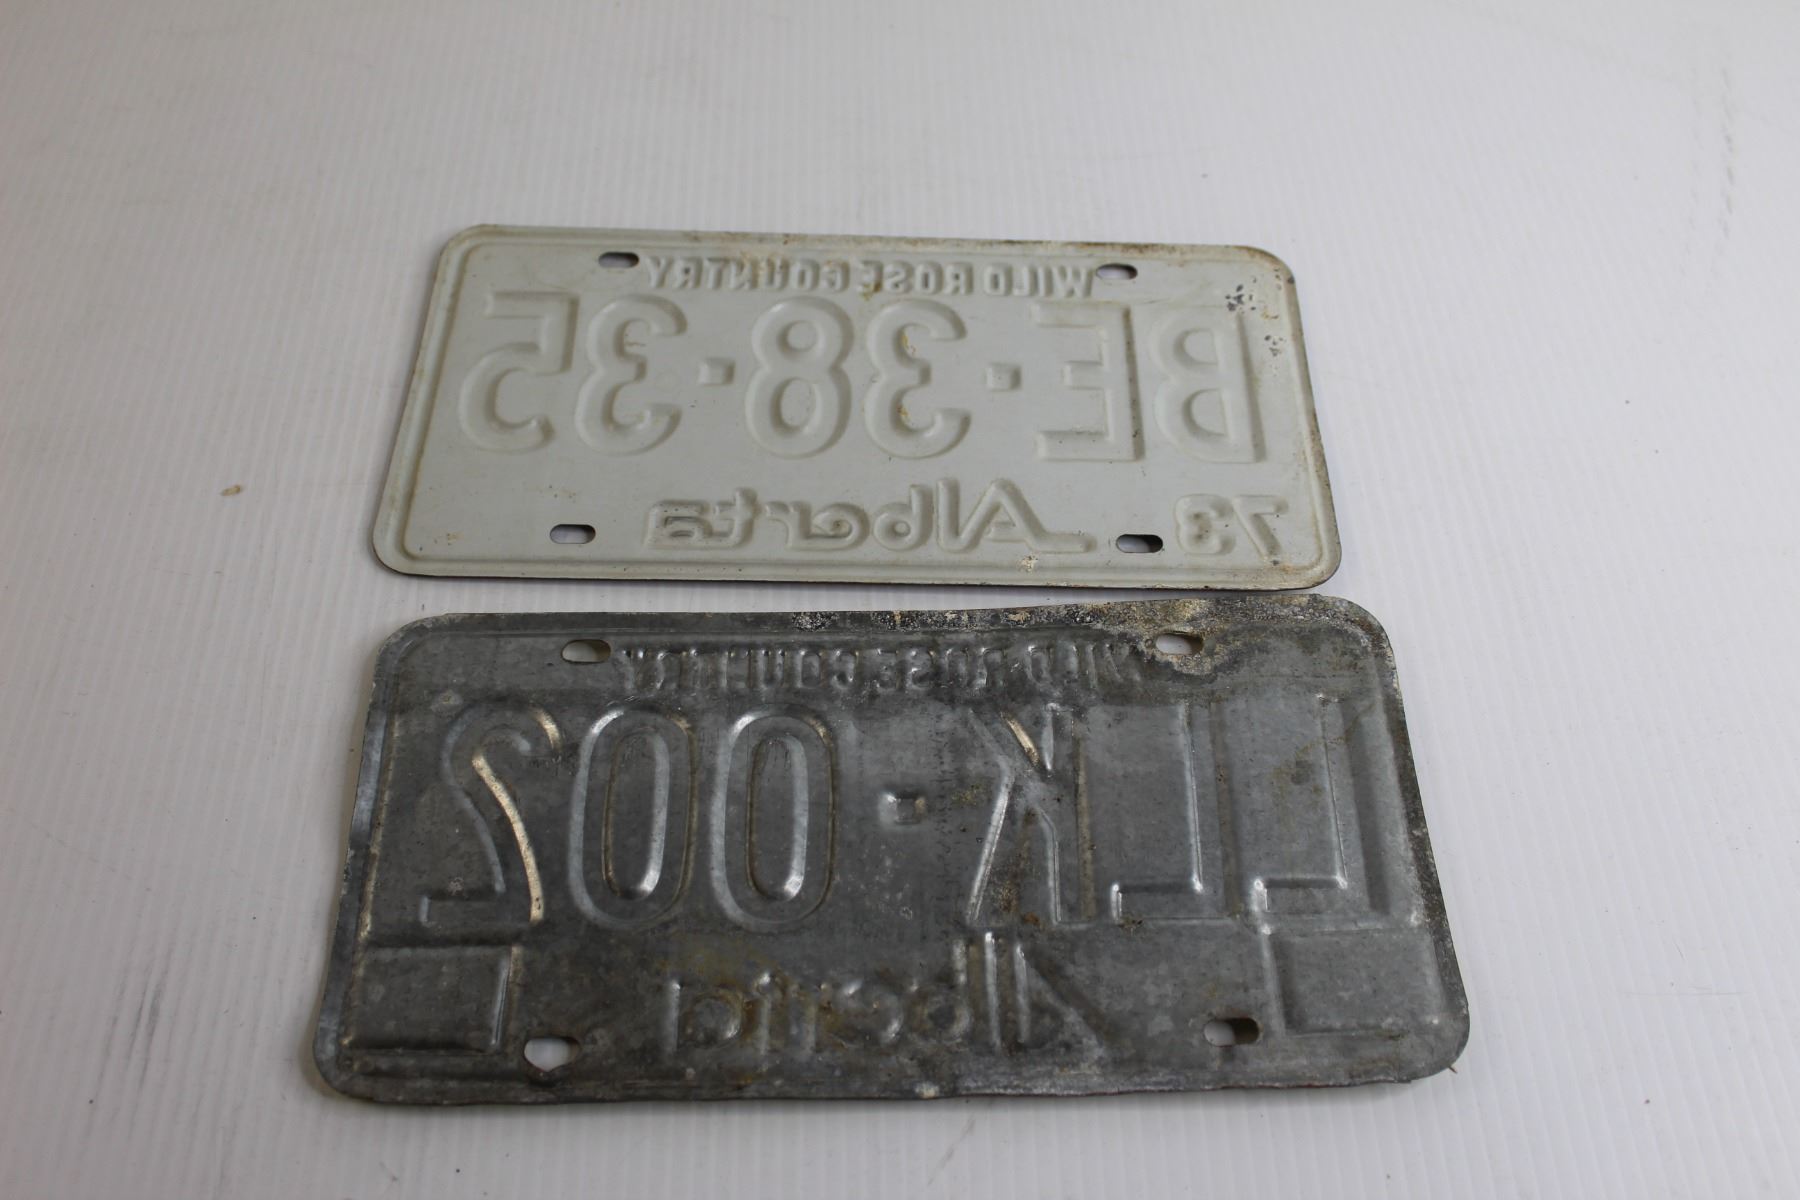 WILD ROSE COUNTRY
BE·38·35
73 Alberta
WILD ROSE COUNTRY
LLK·002
Alberta